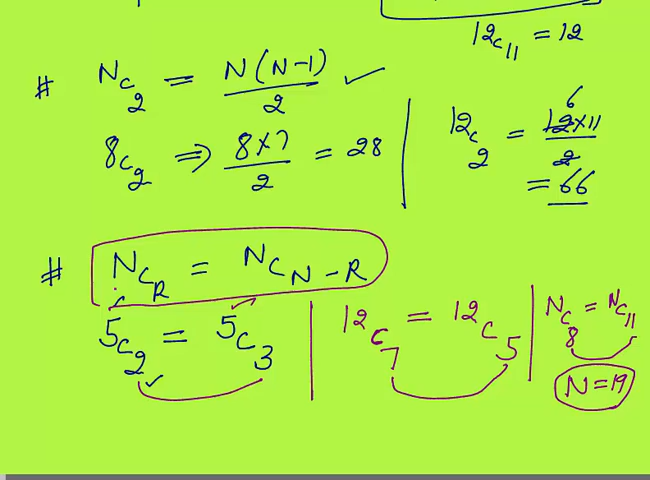 12C11 = 12
# NC2 = N(N-1)/2 ✓
8C2 ⇒ 8×7/2 = 28
12C2 = 12×11/2 6
= 66
# NCR = NCN-R
5C2 = 5C3
12C7 = 12C5
NC8 = NC11
N=19